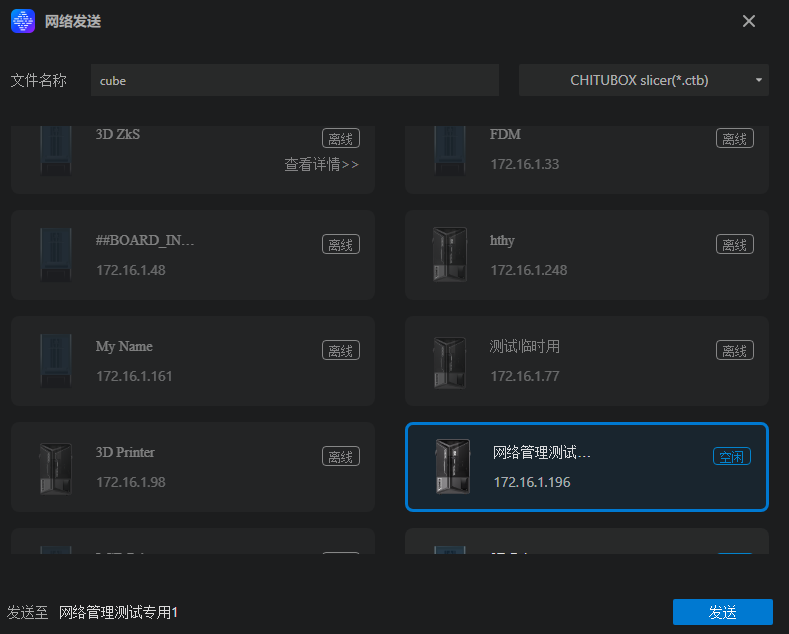 网络发送
文件名称
cube
CHITUBOX slicer(*.ctb)
3D ZkS
离线
查看详情>>
FDM
离线
172.16.1.33
##BOARD_IN...
离线
172.16.1.48
hthy
离线
172.16.1.248
My Name
离线
172.16.1.161
测试临时用
离线
172.16.1.77
3D Printer
离线
172.16.1.98
网络管理测试...
空闲
172.16.1.196
发送至 网络管理测试专用1
发送